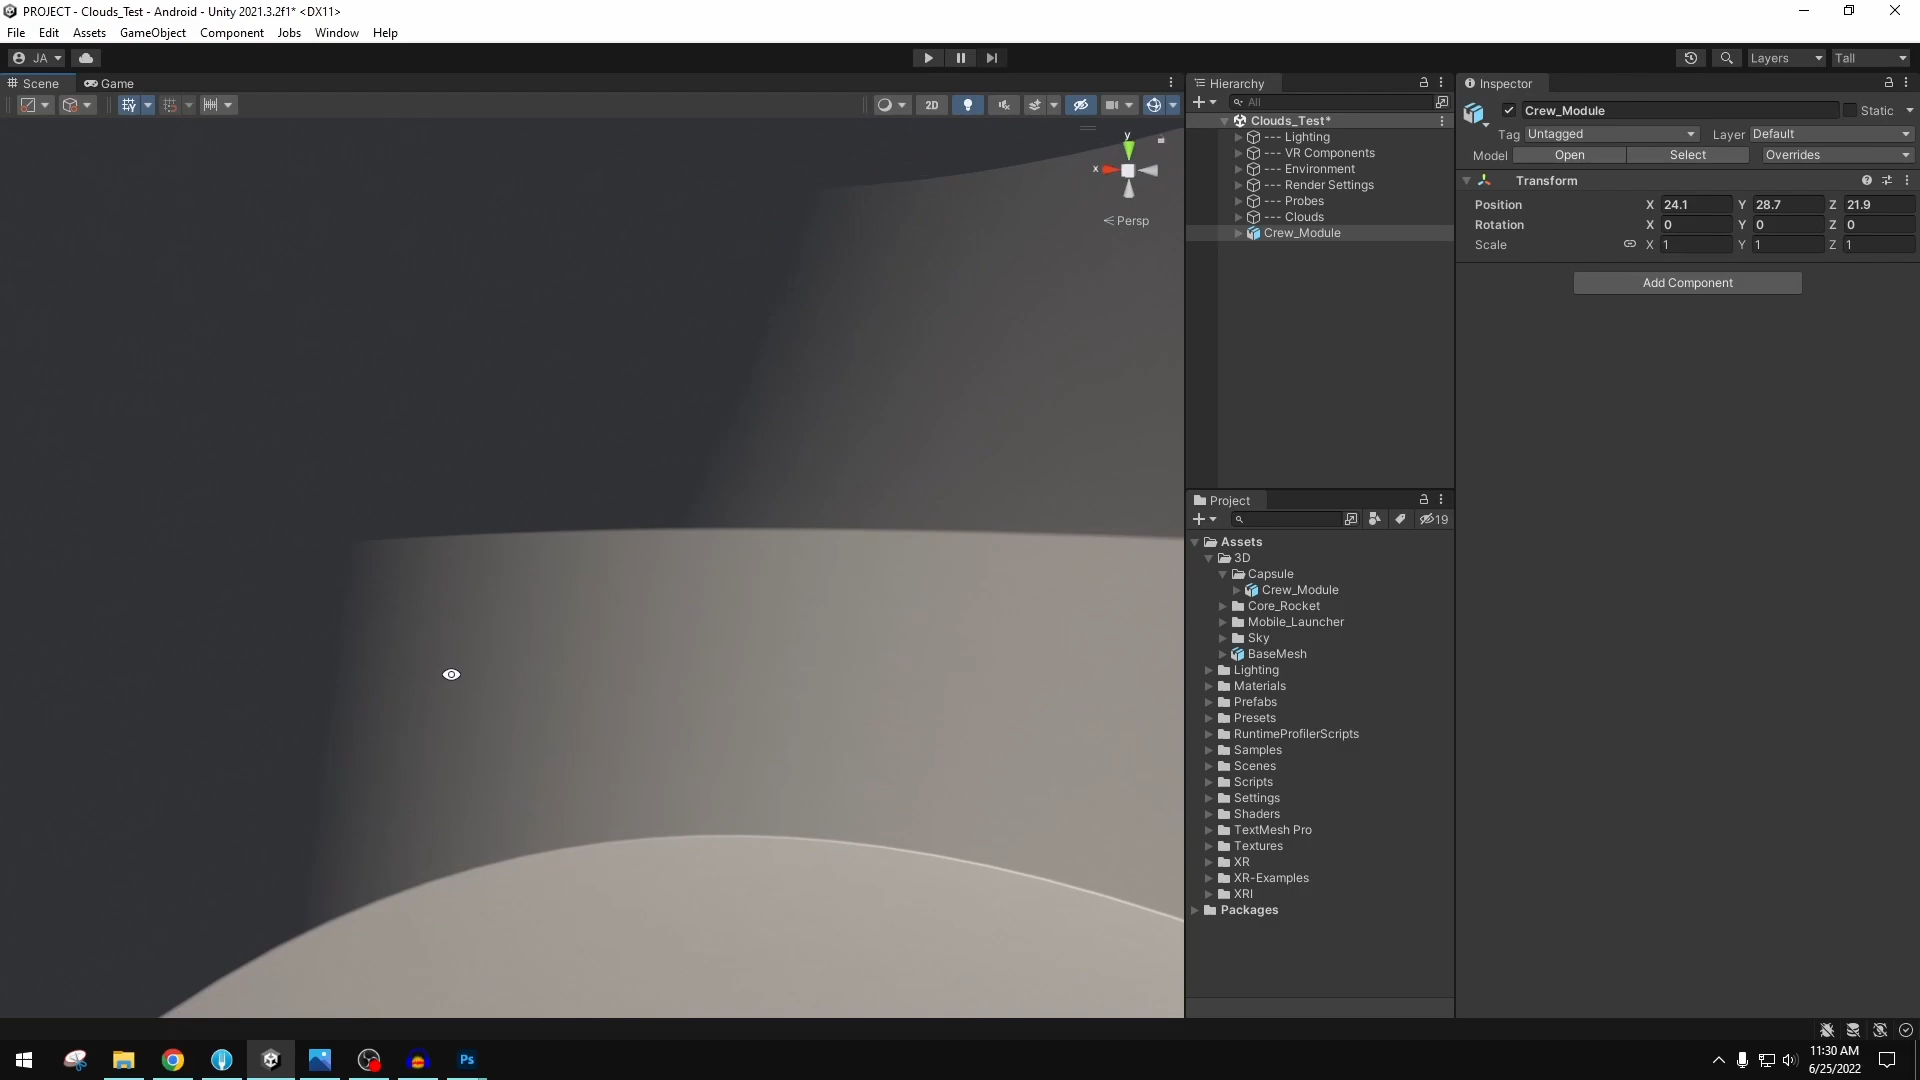 PROJECT - Clouds_Test - Android - Unity 2021.3.2f1* <DX11>
File Edit Assets GameObject Component Jobs Window Help
JA Layers Tall
Scene Game
2D
y
x
Persp
Hierarchy
All
Clouds_Test*
--- Lighting
--- VR Components
--- Environment
--- Render Settings
--- Probes
--- Clouds
Crew_Module
Project
19
Assets
3D
Capsule
Crew_Module
Core_Rocket
Mobile_Launcher
Sky
BaseMesh
Lighting
Materials
Prefabs
Presets
RuntimeProfilerScripts
Samples
Scenes
Scripts
Settings
Shaders
TextMesh Pro
Textures
XR
XR-Examples
XRI
Packages
Inspector
Crew_Module Static
Tag Untagged Layer Default
Model Open Select Overrides
Transform
Position X 24.1 Y 28.7 Z 21.9
Rotation X 0 Y 0 Z 0
Scale X 1 Y 1 Z 1
Add Component
Ps
11:30 AM
6/25/2022